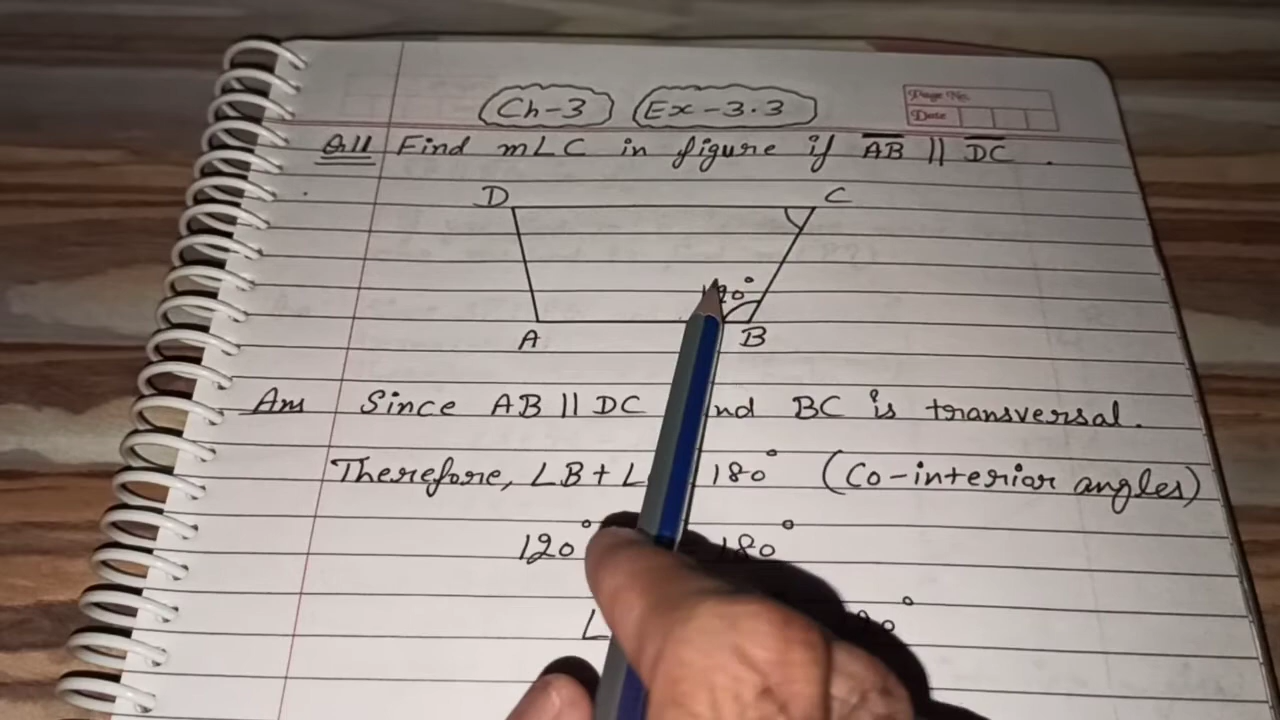 Ch-3 Ex-3.3
Page No.
Date
Q11 Find m∠C in figure if AB || DC .
D C
A B
Ans Since AB || DC BC is transversal.
Therefore, ∠B + ∠ 180° (Co-interior angles)
120° 180°
∠